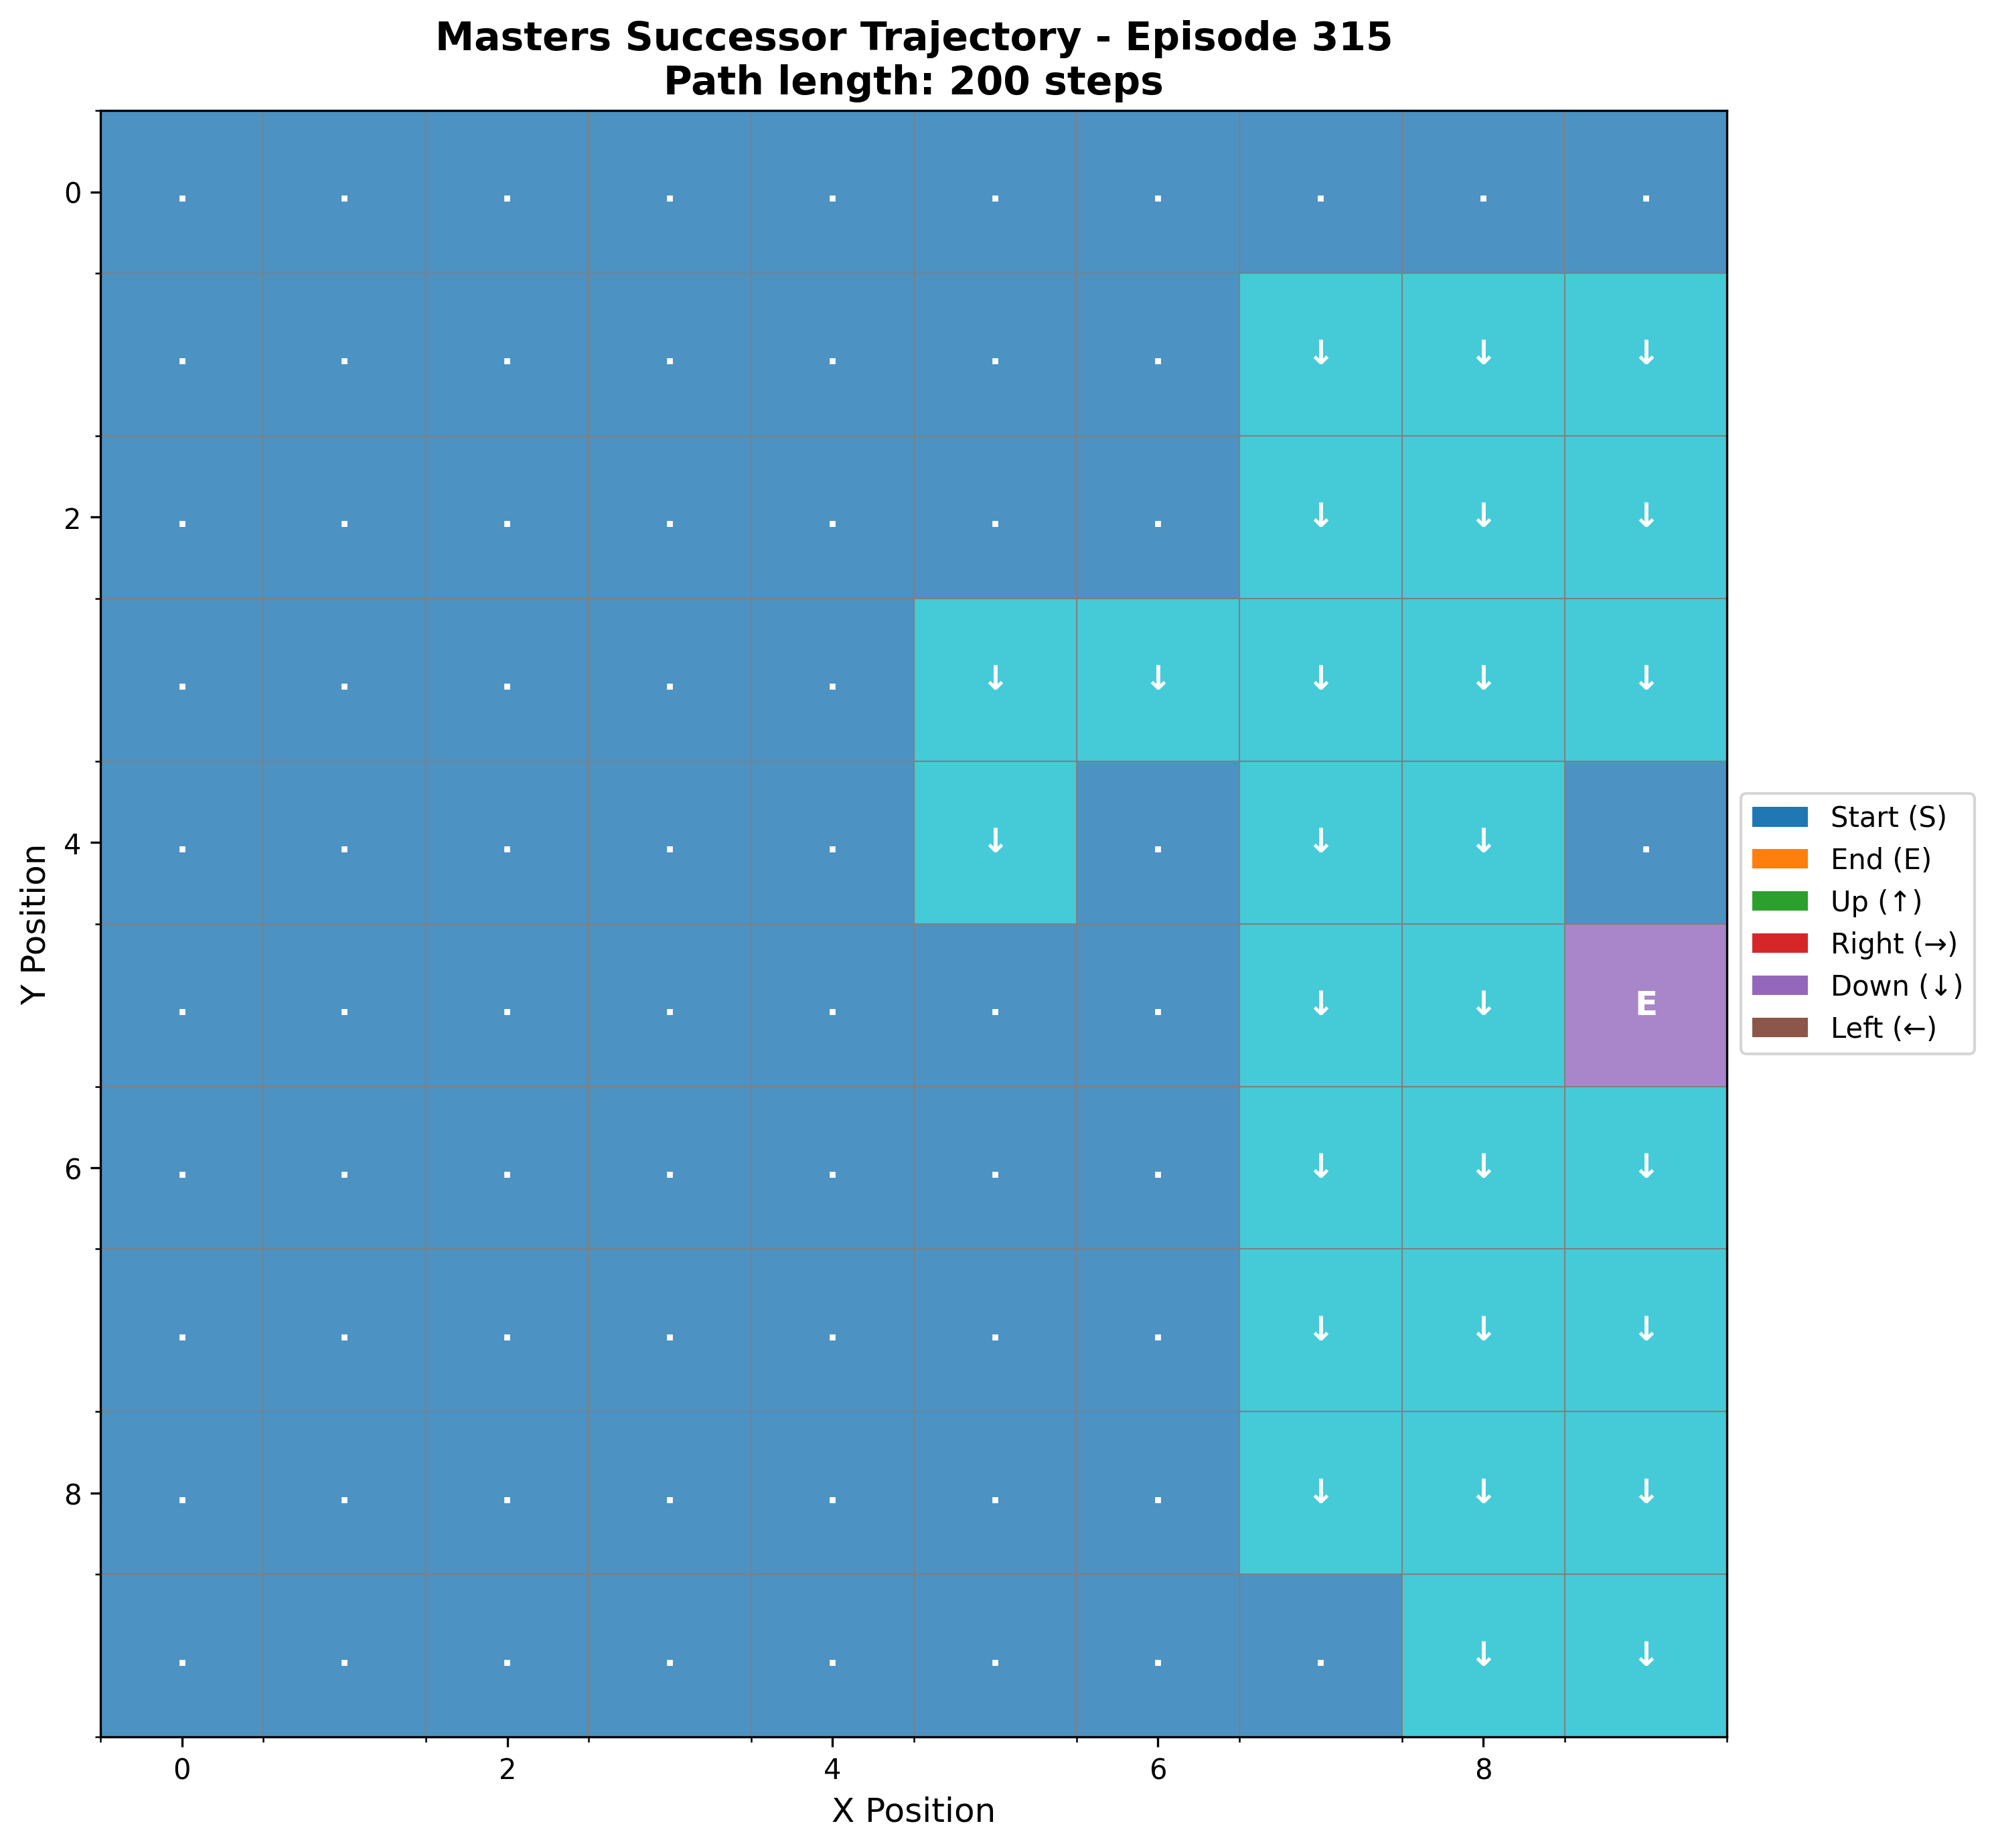 Masters Successor Trajectory - Episode 315
Path length: 200 steps
0 . . . . . . . . . .
. . . . . . . ↓ ↓ ↓
2 . . . . . . . ↓ ↓ ↓
. . . . . ↓ ↓ ↓ ↓ ↓
4 . . . . . ↓ . ↓ ↓ .
. . . . . . . ↓ ↓ E
6 . . . . . . . ↓ ↓ ↓
. . . . . . . ↓ ↓ ↓
8 . . . . . . . ↓ ↓ ↓
. . . . . . . . ↓ ↓
0 2 4 6 8
X Position
Y Position
Start (S)
End (E)
Up (↑)
Right (→)
Down (↓)
Left (←)